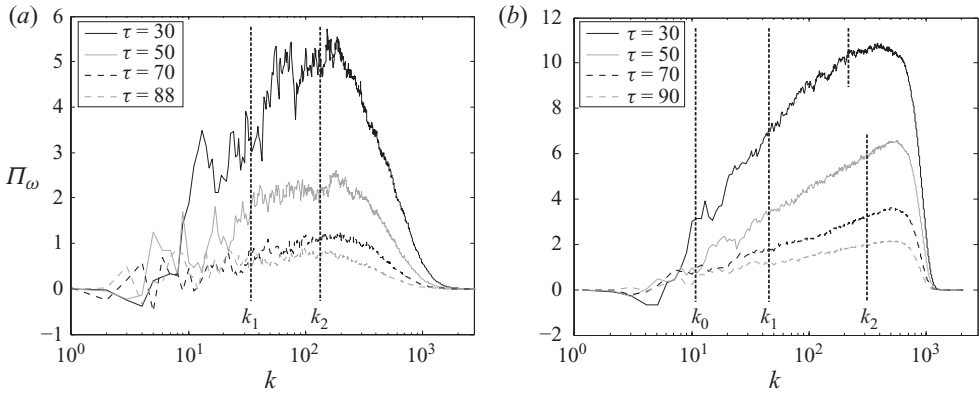 (a)
6
5
4
3
2
1
0
−1
Π_ω
τ = 30
τ = 50
τ = 70
τ = 88
k₁
k₂
10⁰
10¹
10²
10³
k
(b)
12
10
8
6
4
2
0
−2
τ = 30
τ = 50
τ = 70
τ = 90
k₀
k₁
k₂
10⁰
10¹
10²
10³
k